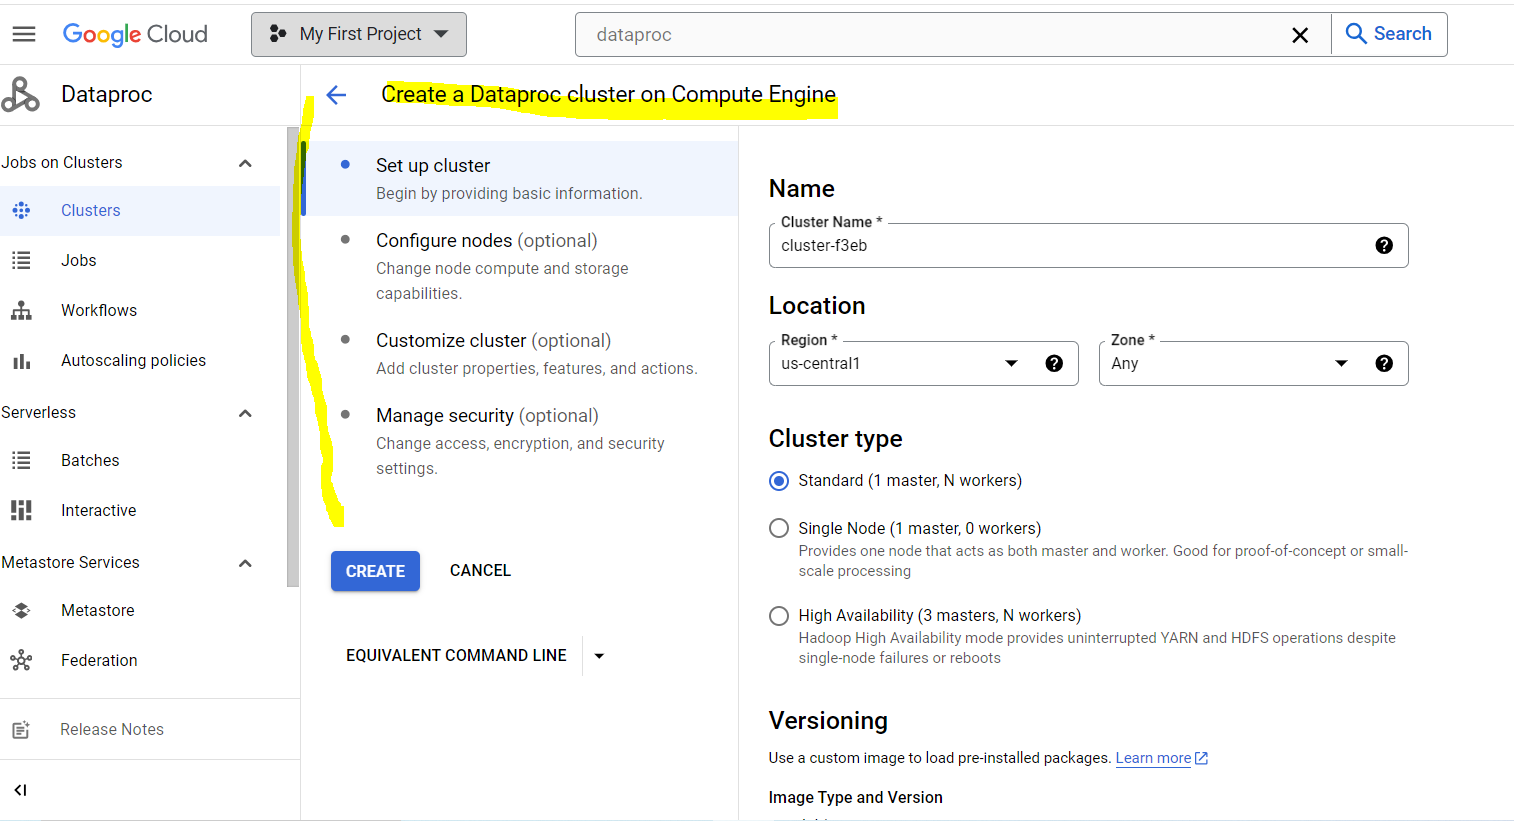 Google Cloud
My First Project
dataproc
Search
Dataproc
Create a Dataproc cluster on Compute Engine
Jobs on Clusters
Clusters
Jobs
Workflows
Autoscaling policies
Serverless
Batches
Interactive
Metastore Services
Metastore
Federation
Release Notes
Set up cluster
Begin by providing basic information.
Configure nodes (optional)
Change node compute and storage
capabilities.
Customize cluster (optional)
Add cluster properties, features, and actions.
Manage security (optional)
Change access, encryption, and security
settings.
CREATE
CANCEL
EQUIVALENT COMMAND LINE
Name
Cluster Name *
cluster-f3eb
Location
Region *
us-central1
Zone *
Any
Cluster type
Standard (1 master, N workers)
Single Node (1 master, 0 workers)
Provides one node that acts as both master and worker. Good for proof-of-concept or small-
scale processing
High Availability (3 masters, N workers)
Hadoop High Availability mode provides uninterrupted YARN and HDFS operations despite
single-node failures or reboots
Versioning
Use a custom image to load pre-installed packages. Learn more
Image Type and Version